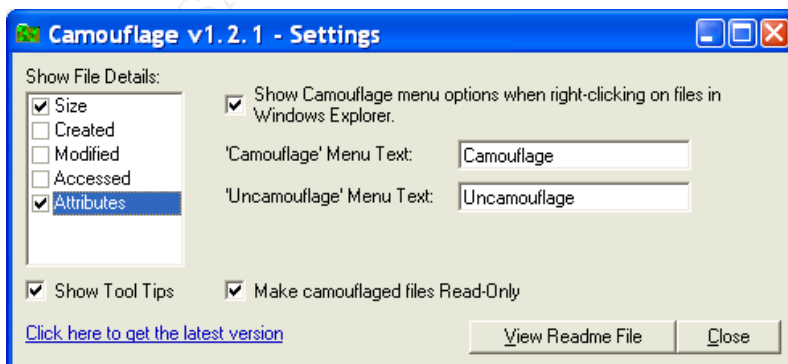 Camouflage v1.2.1 - Settings
Show File Details:
Size
Created
Modified
Accessed
Attributes
Show Camouflage menu options when right-clicking on files in
Windows Explorer.
'Camouflage' Menu Text:
Camouflage
'Uncamouflage' Menu Text:
Uncamouflage
Show Tool Tips
Make camouflaged files Read-Only
Click here to get the latest version
View Readme File
Close